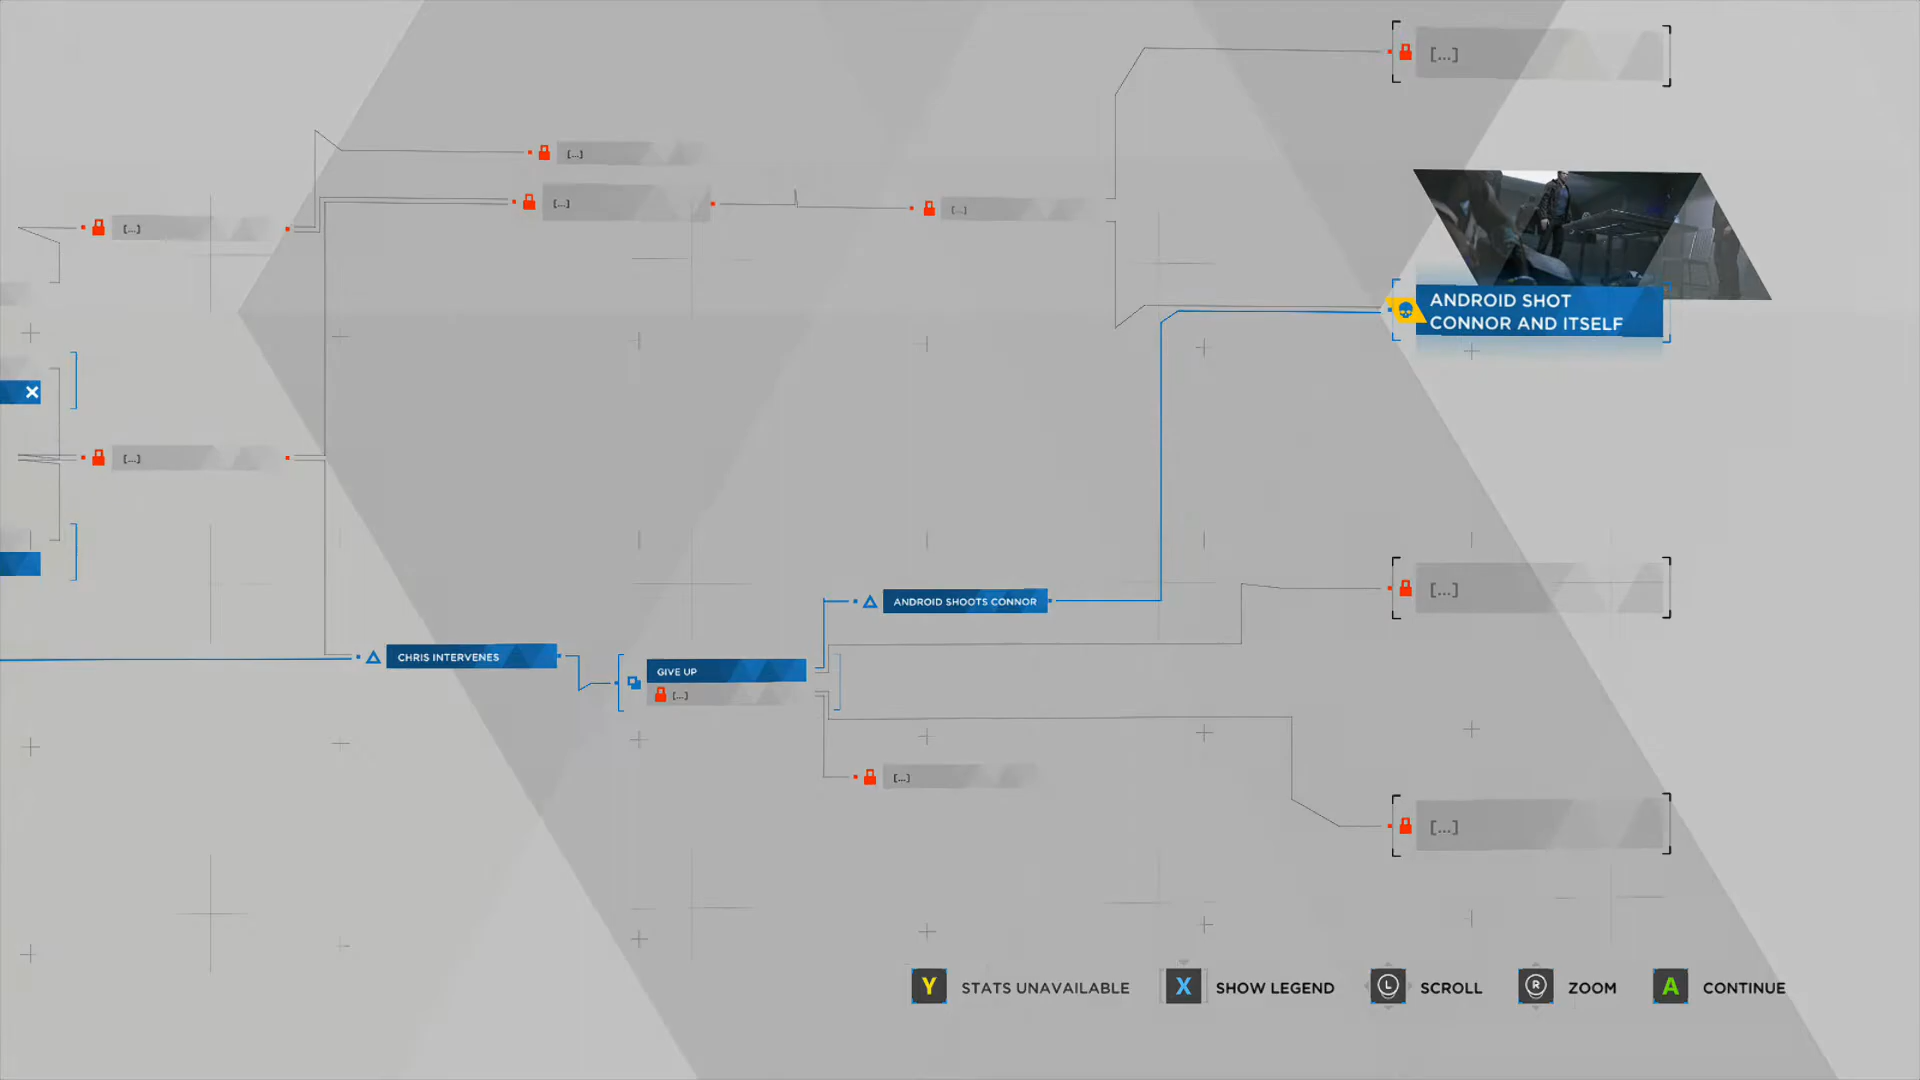 [...]
[...]
[...]
[...]
[...]
ANDROID SHOT
CONNOR AND ITSELF
[...]
[...]
ANDROID SHOOTS CONNOR
CHRIS INTERVENES
GIVE UP
[...]
[...]
[...]
Y STATS UNAVAILABLE
X SHOW LEGEND
L SCROLL
R ZOOM
A CONTINUE